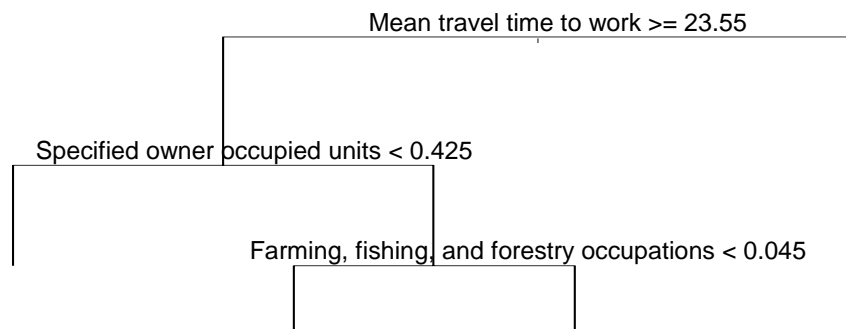 Mean travel time to work >= 23.55
Specified owner occupied units < 0.425
Farming, fishing, and forestry occupations < 0.045